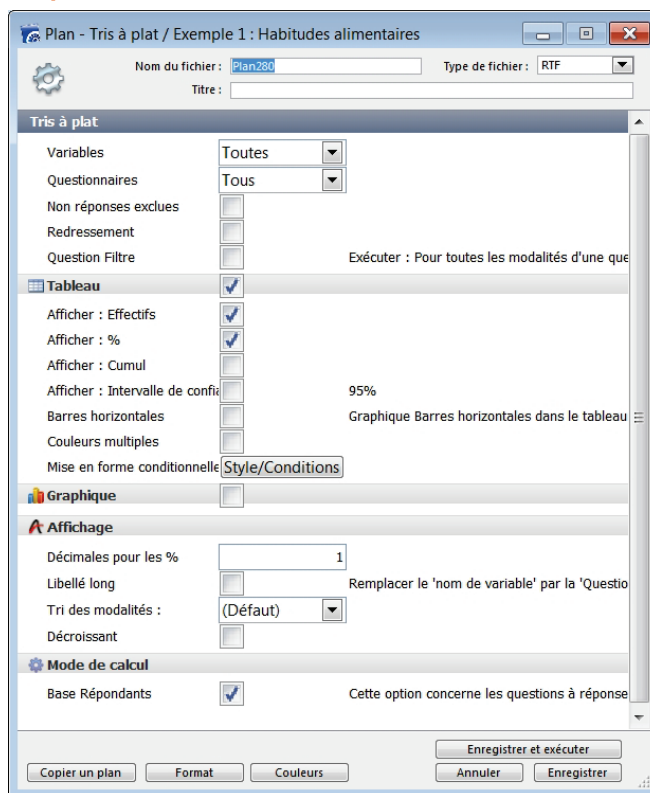 Plan - Tris à plat / Exemple 1 : Habitudes alimentaires
Nom du fichier : Plan280 Type de fichier : RTF
Titre :
Tris à plat
Variables Toutes
Questionnaires Tous
Non réponses exclues
Redressement
Question Filtre Exécuter : Pour toutes les modalités d'une que
Tableau
Afficher : Effectifs
Afficher : %
Afficher : Cumul
Afficher : Intervalle de confia 95%
Barres horizontales Graphique Barres horizontales dans le tableau
Couleurs multiples
Mise en forme conditionnelle Style/Conditions
Graphique
Affichage
Décimales pour les % 1
Libellé long Remplacer le 'nom de variable' par la 'Questio
Tri des modalités : (Défaut)
Décroissant
Mode de calcul
Base Répondants Cette option concerne les questions à réponse
Enregistrer et exécuter
Copier un plan Format Couleurs Annuler Enregistrer